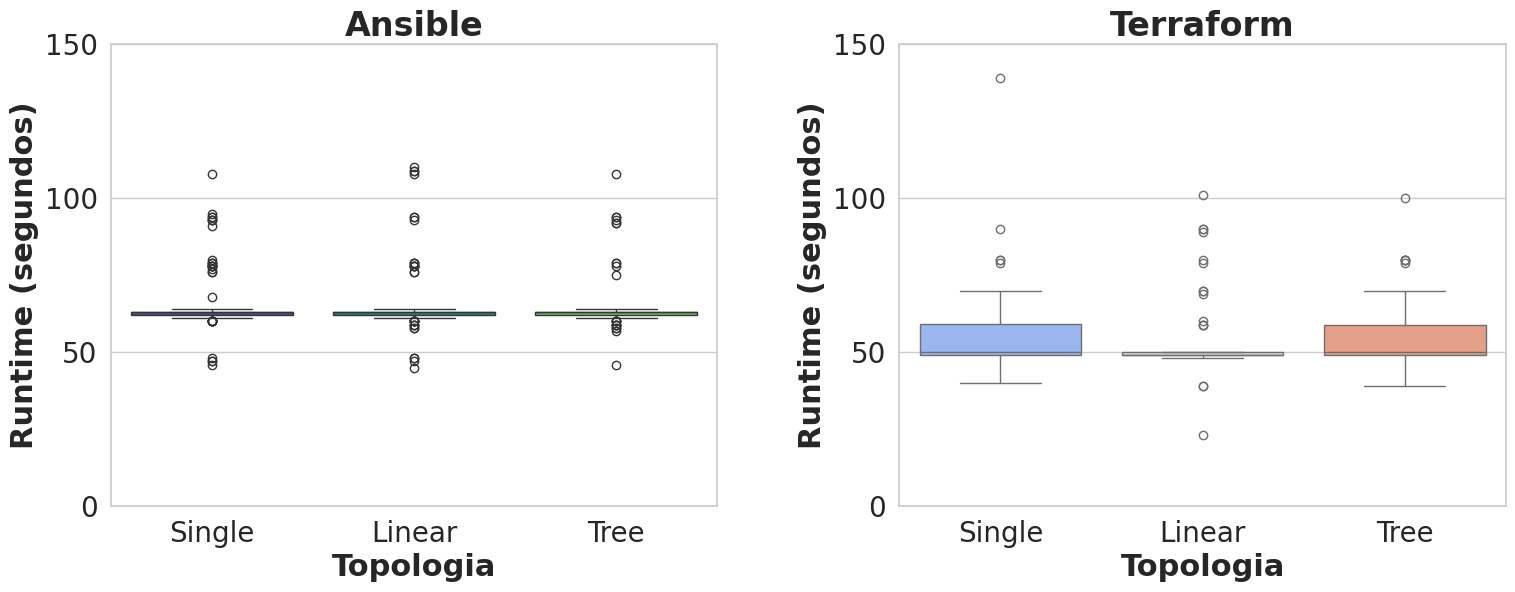 Ansible
Runtime (segundos)
150
100
50
0
Single Linear Tree
Topologia
Terraform
Runtime (segundos)
150
100
50
0
Single Linear Tree
Topologia